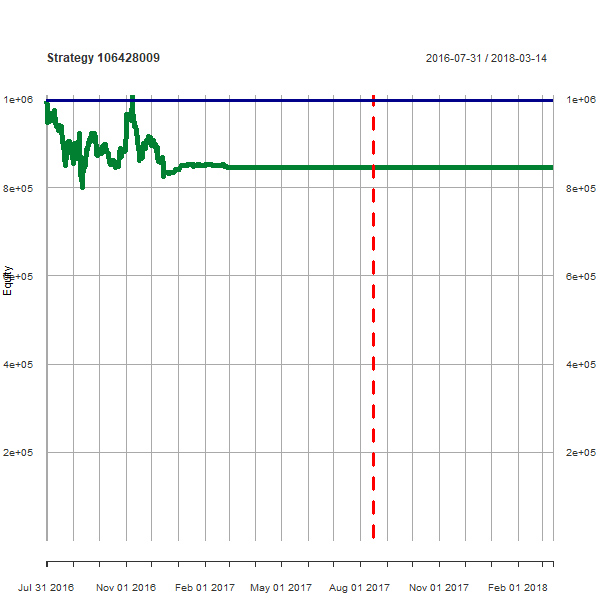 Strategy 106428009
2016-07-31 / 2018-03-14
1e+06
1e+06
8e+05
8e+05
Equity
6e+05
6e+05
4e+05
4e+05
2e+05
2e+05
Jul 31 2016
Nov 01 2016
Feb 01 2017
May 01 2017
Aug 01 2017
Nov 01 2017
Feb 01 2018